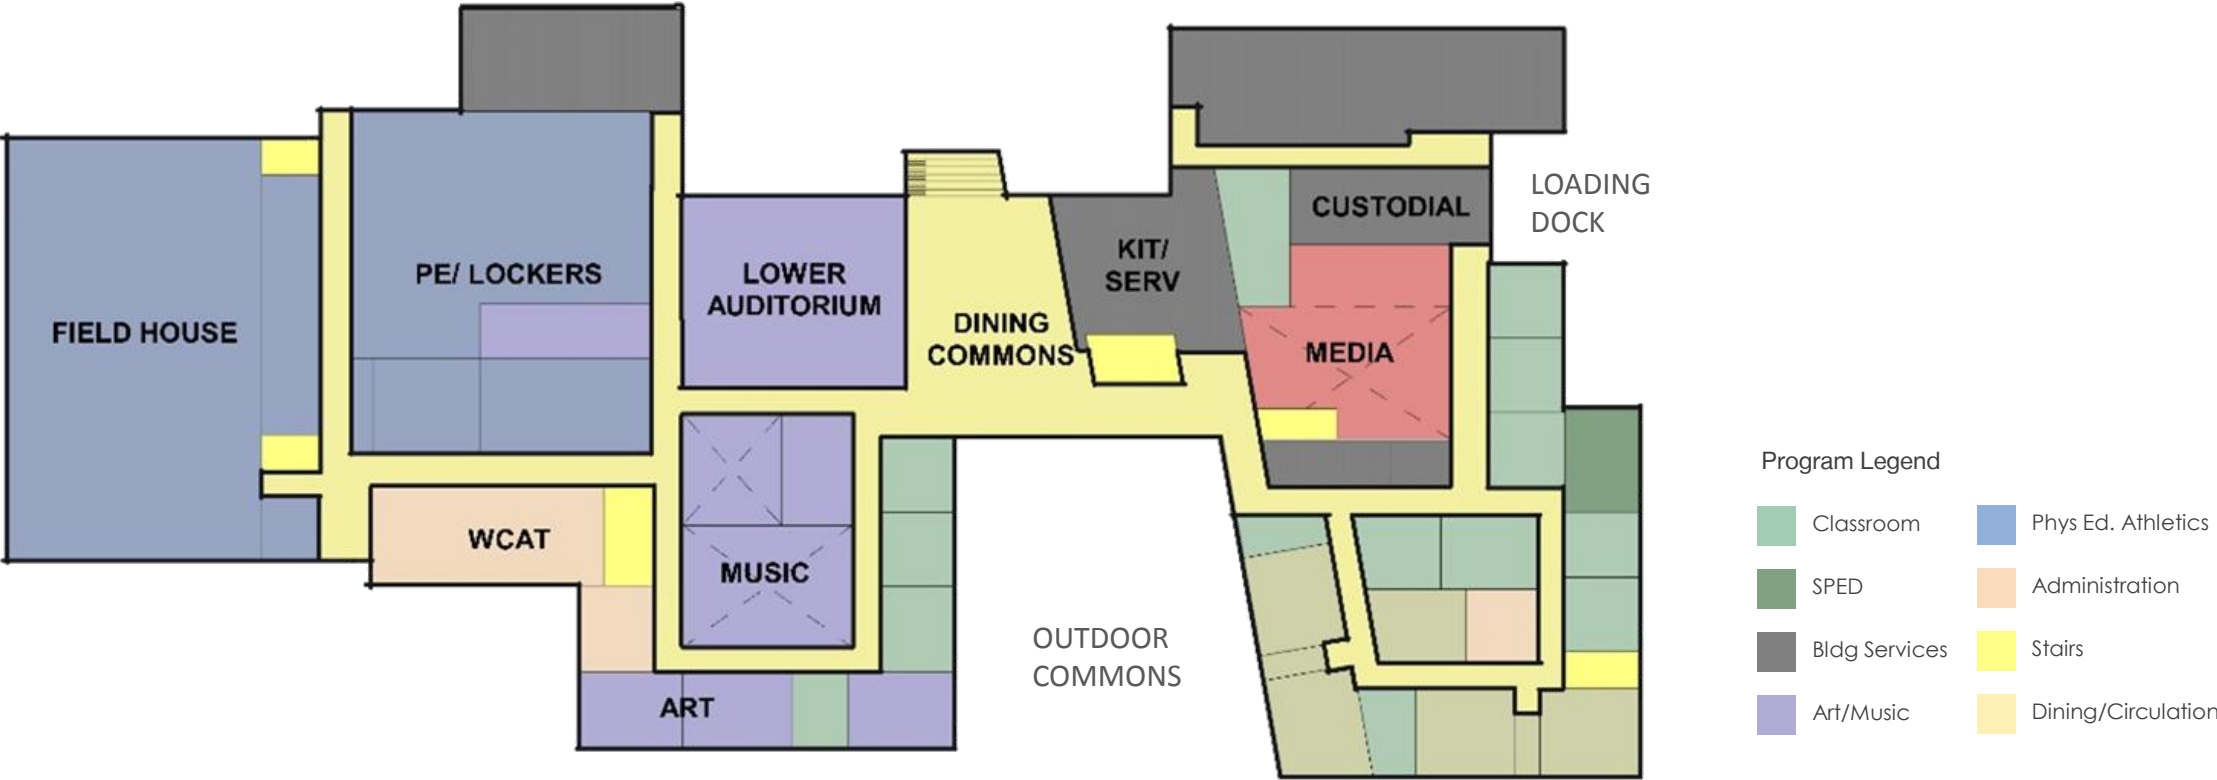 FIELD HOUSE
PE/ LOCKERS
WCAT
LOWER
AUDITORIUM
MUSIC
ART
DINING
COMMONS
KIT/
SERV
CUSTODIAL
MEDIA
LOADING
DOCK
OUTDOOR
COMMONS
Program Legend
Classroom
Phys Ed. Athletics
SPED
Administration
Bldg Services
Stairs
Art/Music
Dining/Circulation